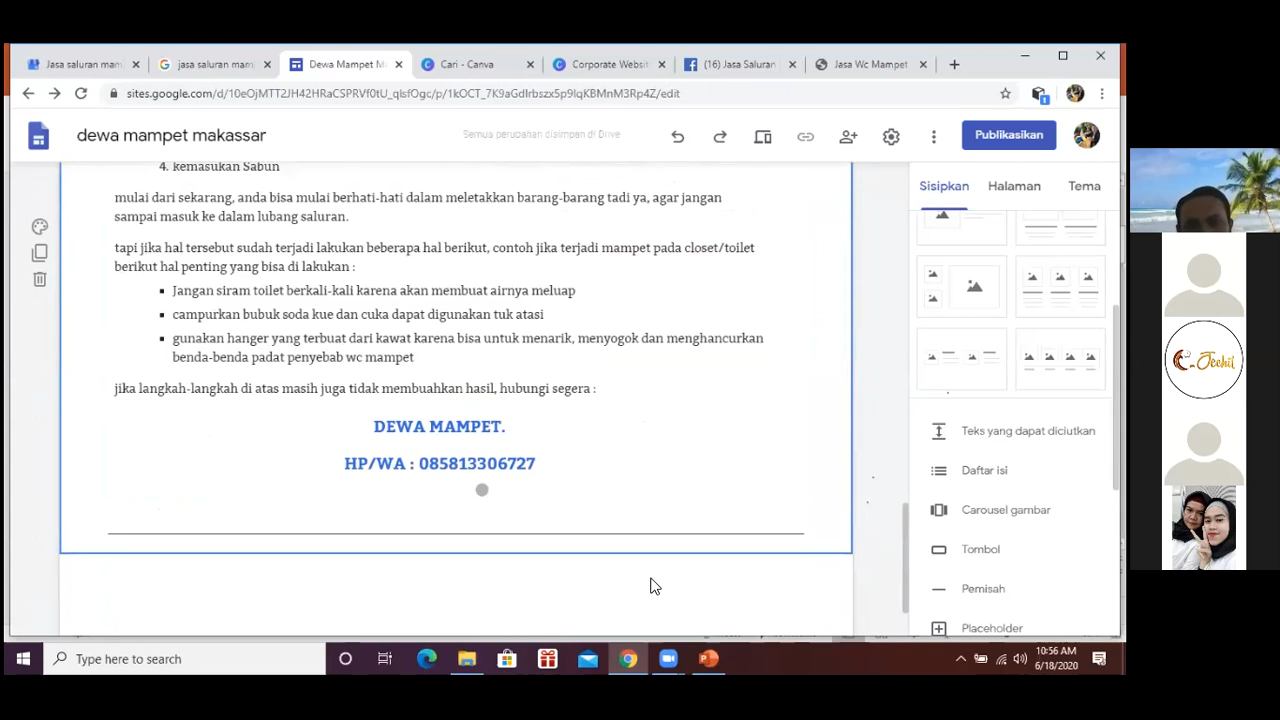 Jasa saluran mam
jasa saluran mam
Dewa Mampet M
Cari - Canva
Corporate Websit
(16) Jasa Saluran
Jasa Wc Mampet
sites.google.com/d/10eOjMTT2JH42HRaCSPRVf0tU_qlsfOgc/p/1kOCT_7K9aGdIrbszx5p9lqKBMnM3Rp4Z/edit
dewa mampet makassar
Semua perubahan disimpan di Drive
Publikasikan
Sisipkan
Halaman
Tema
4. kemasukan Sabun
mulai dari sekarang, anda bisa mulai berhati-hati dalam meletakkan barang-barang tadi ya, agar jangan
sampai masuk ke dalam lubang saluran.
tapi jika hal tersebut sudah terjadi lakukan beberapa hal berikut, contoh jika terjadi mampet pada closet/toilet
berikut hal penting yang bisa di lakukan :
Jangan siram toilet berkali-kali karena akan membuat airnya meluap
campurkan bubuk soda kue dan cuka dapat digunakan tuk atasi
gunakan hanger yang terbuat dari kawat karena bisa untuk menarik, menyogok dan menghancurkan
benda-benda padat penyebab wc mampet
jika langkah-langkah di atas masih juga tidak membuahkan hasil, hubungi segera :
DEWA MAMPET.
HP/WA : 085813306727
Teks yang dapat diciutkan
Daftar isi
Carousel gambar
Tombol
Pemisah
Placeholder
Jechil
Type here to search
10:56 AM
6/18/2020